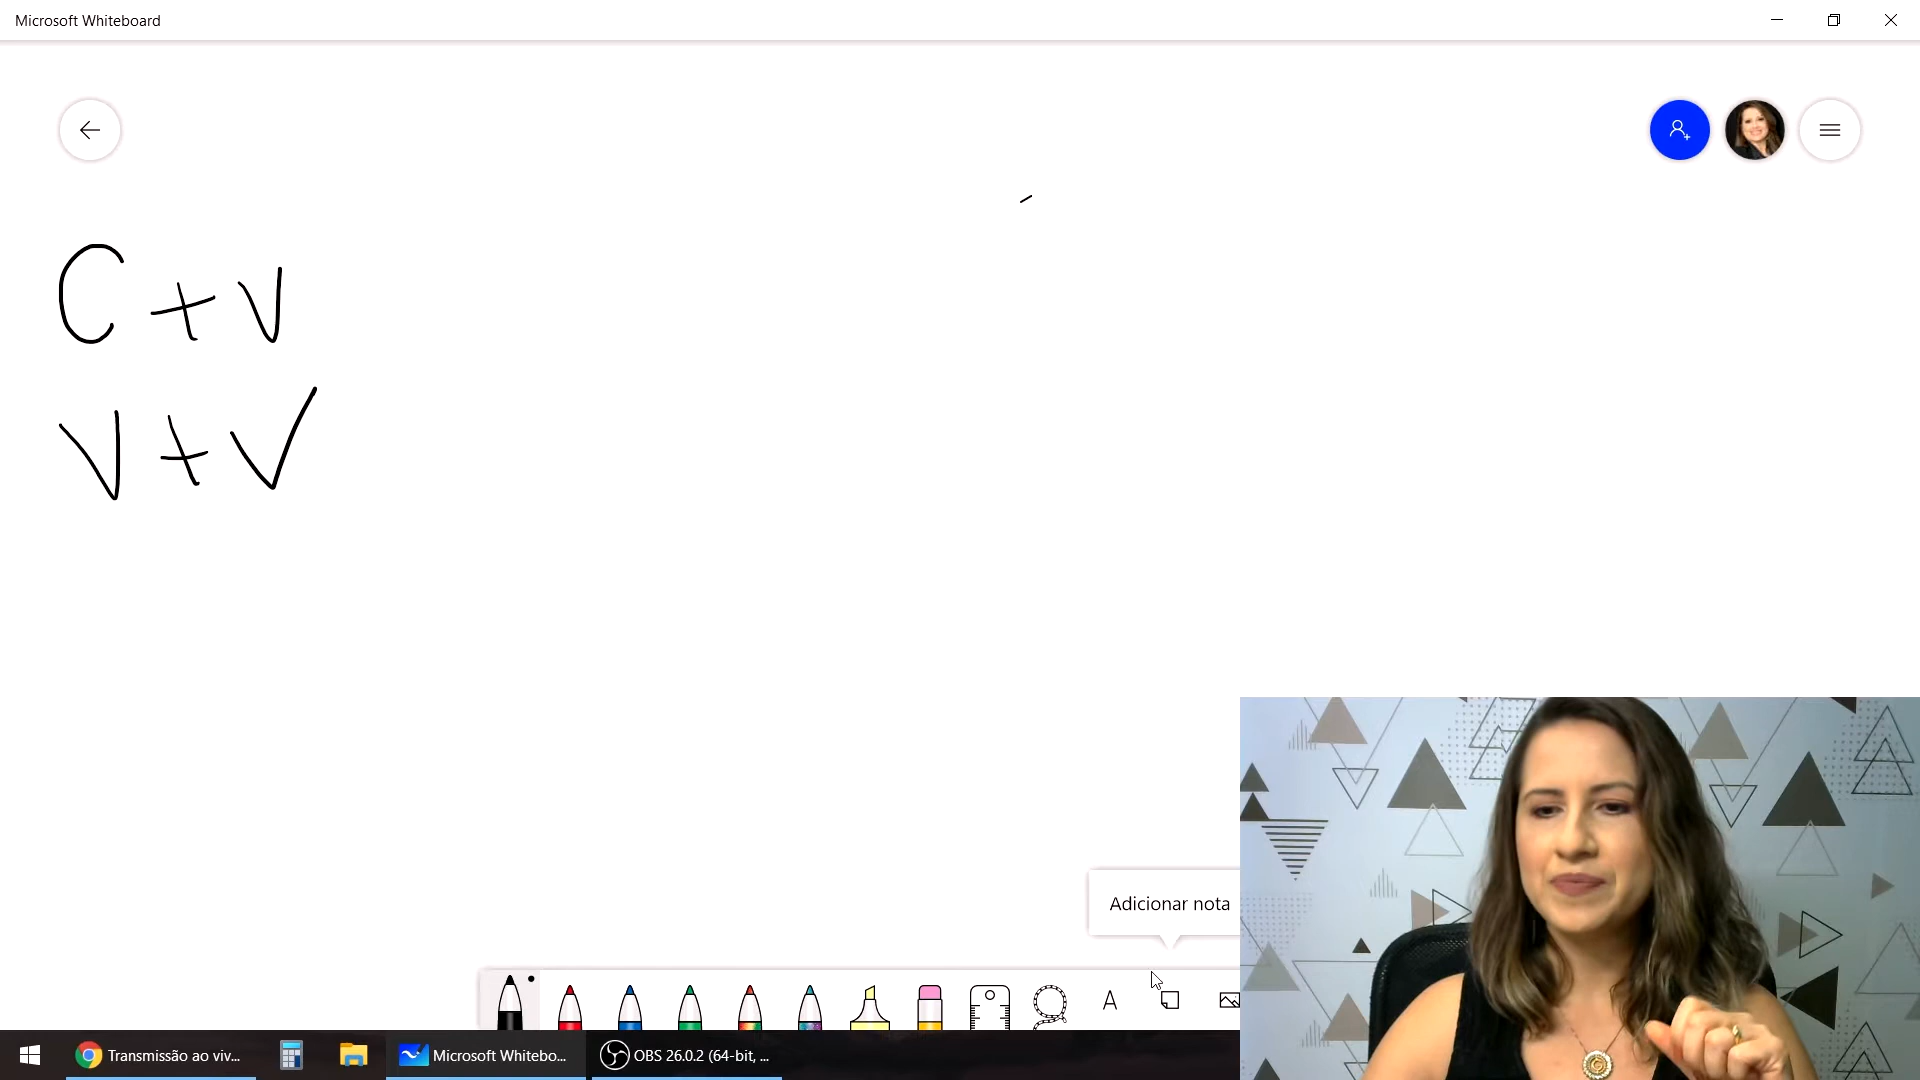 Microsoft Whiteboard
C + V
V + V
Adicionar nota
A
Transmissão ao viv...
Microsoft Whitebo...
OBS 26.0.2 (64-bit, ...